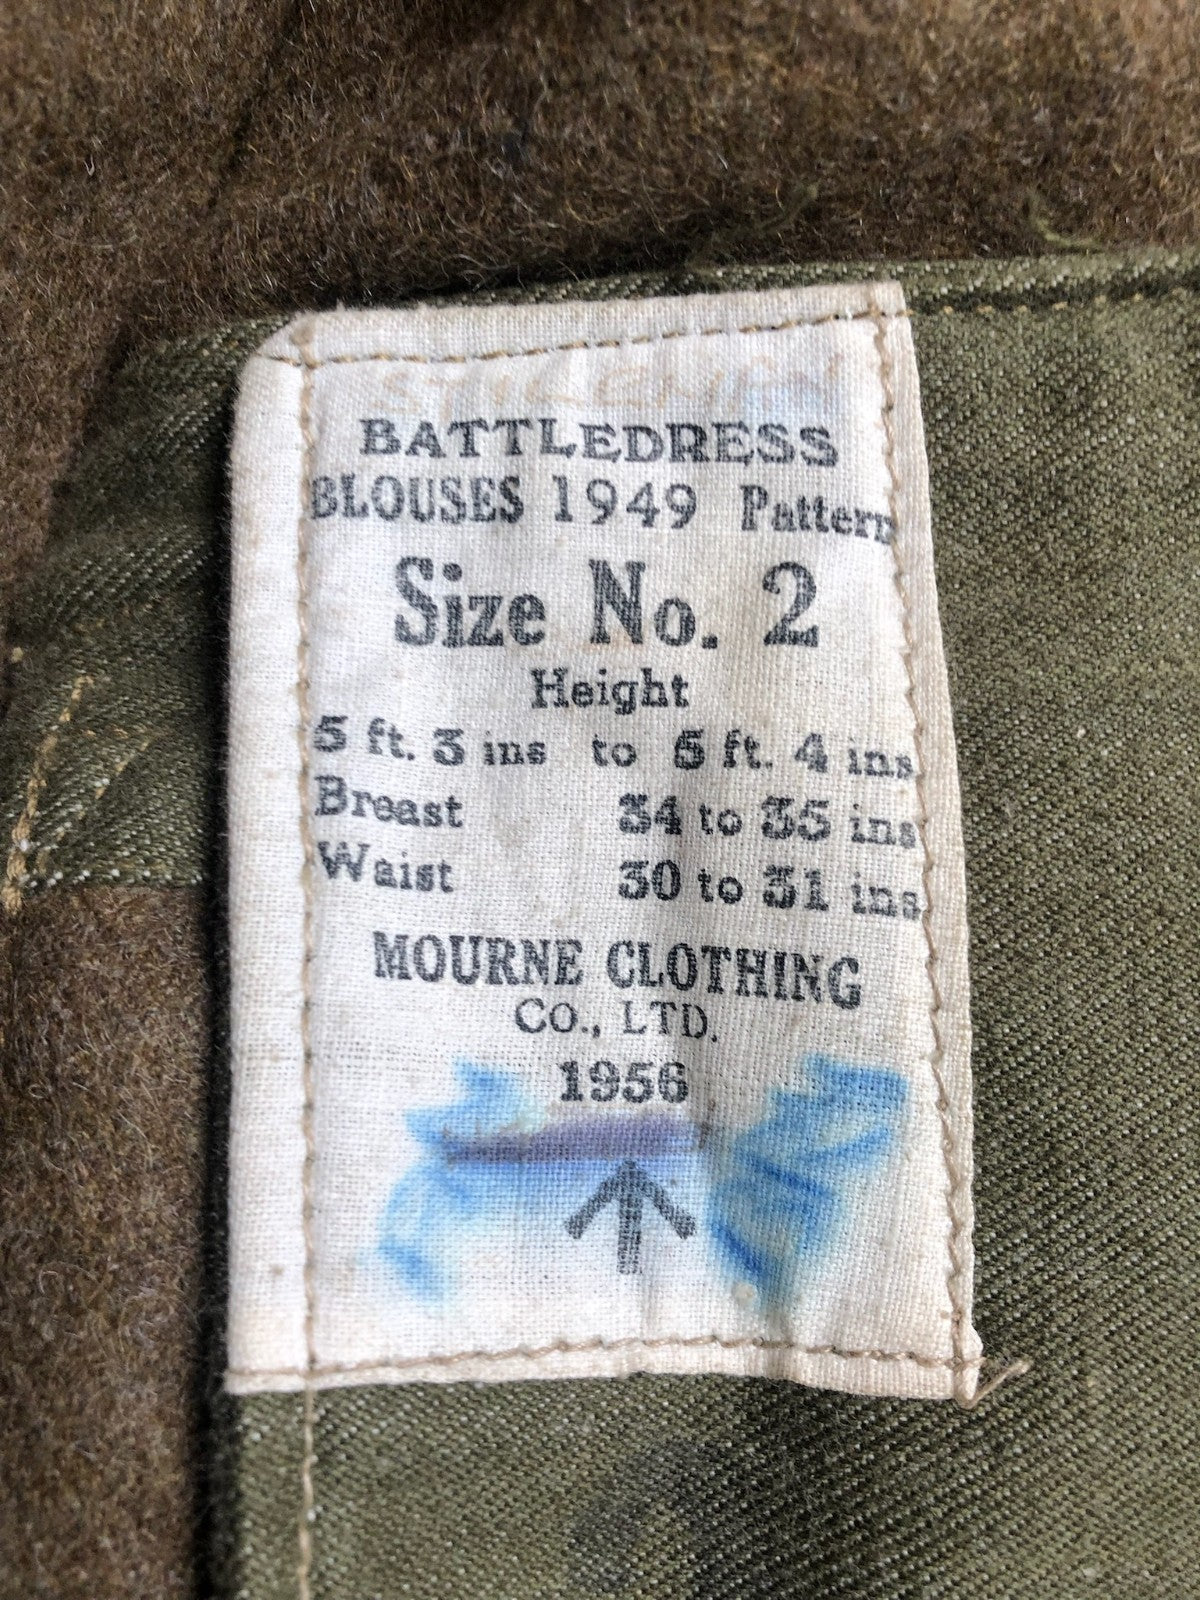 BATTLEDRESS
BLOUSES 1949 Pattern
Size No. 2
Height
5 ft. 3 ins to 5 ft. 4 ins
Breast 34 to 35 ins
Waist 30 to 31 ins
MOURNE CLOTHING
CO., LTD.
1956